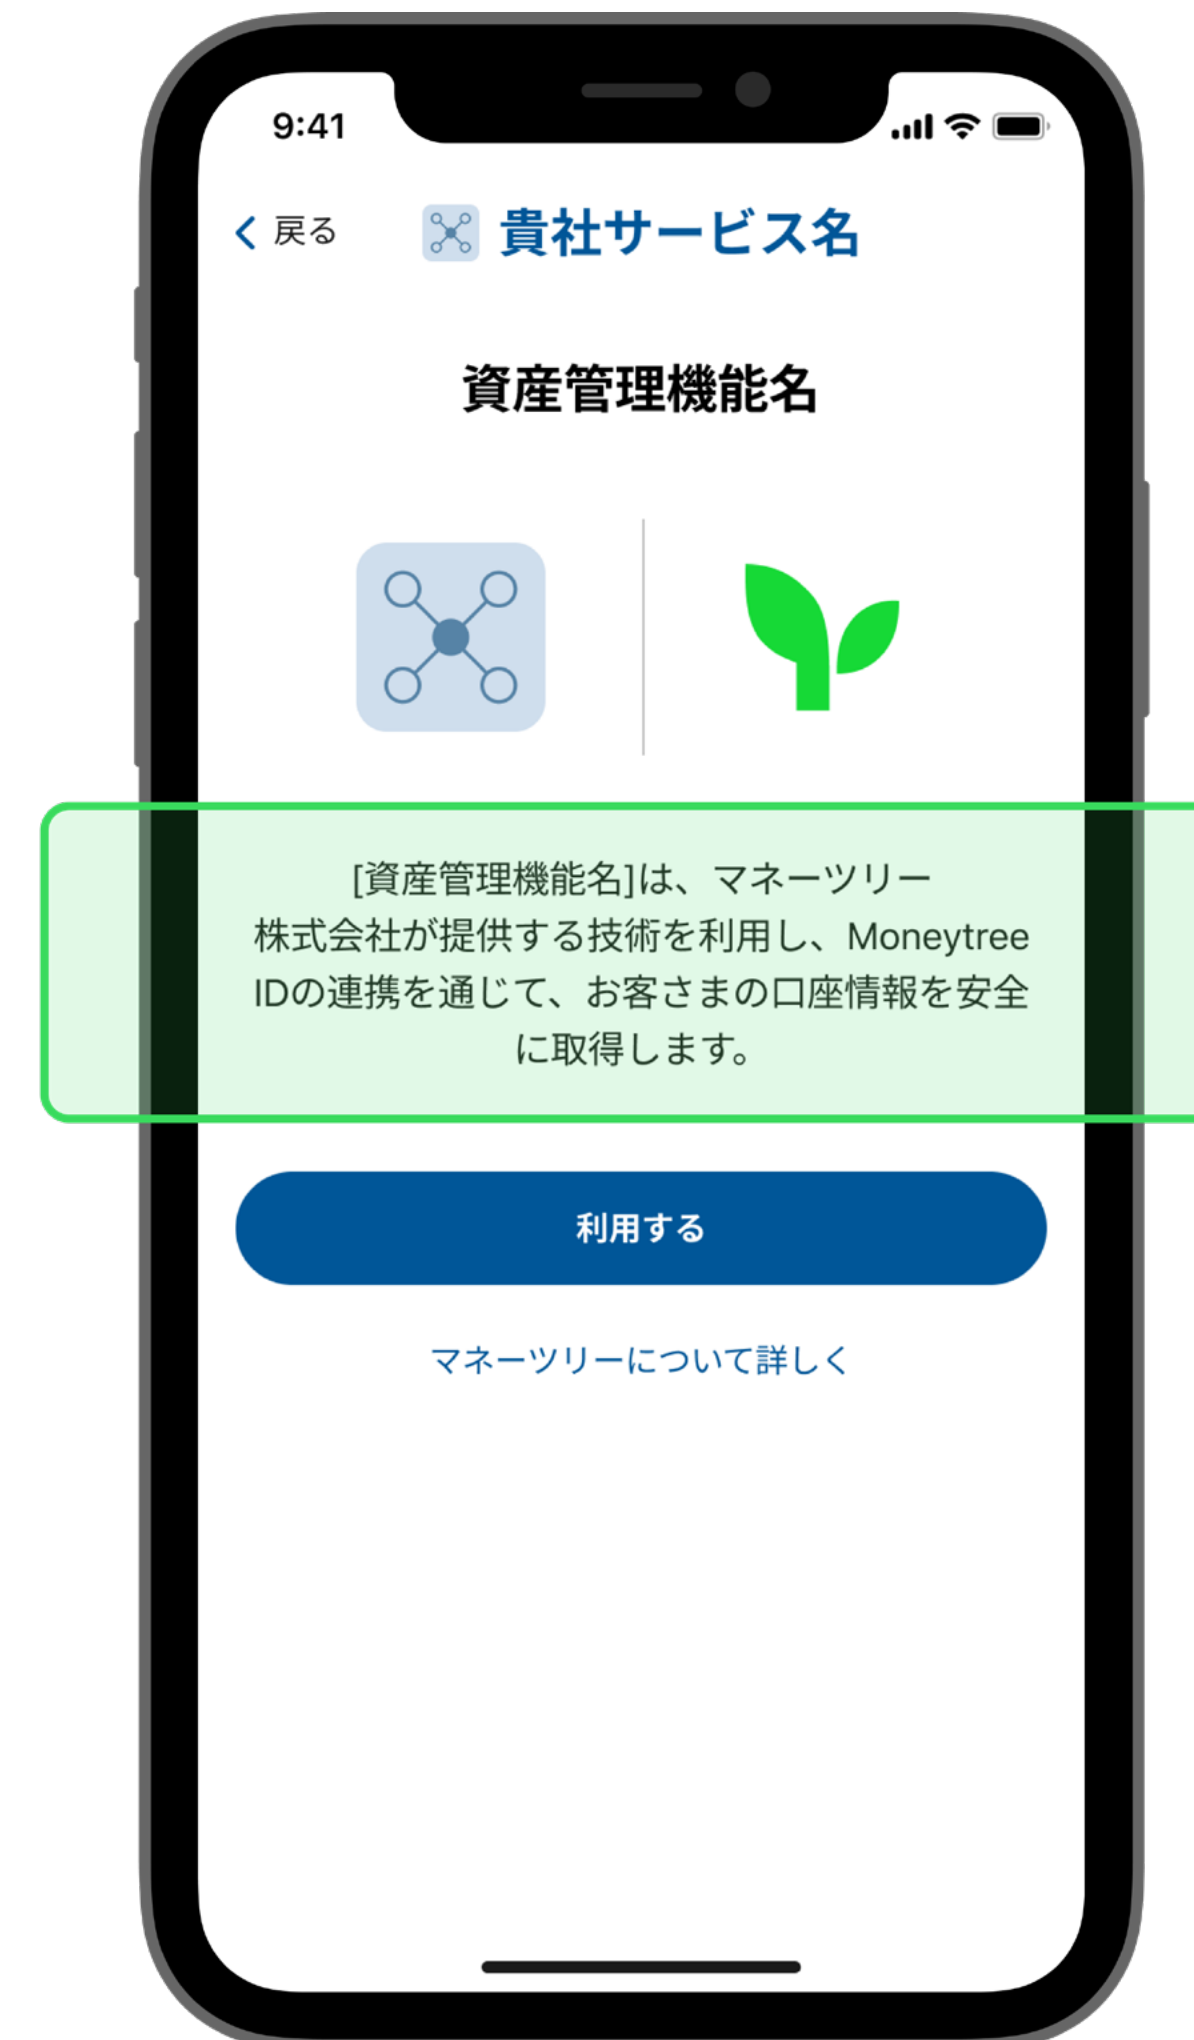 9:41
戻る
貴社サービス名
資産管理機能名
[資産管理機能名]は、マネーツリー
株式会社が提供する技術を利用し、Moneytree
IDの連携を通じて、お客さまの口座情報を安全
に取得します。
利用する
マネーツリーについて詳しく